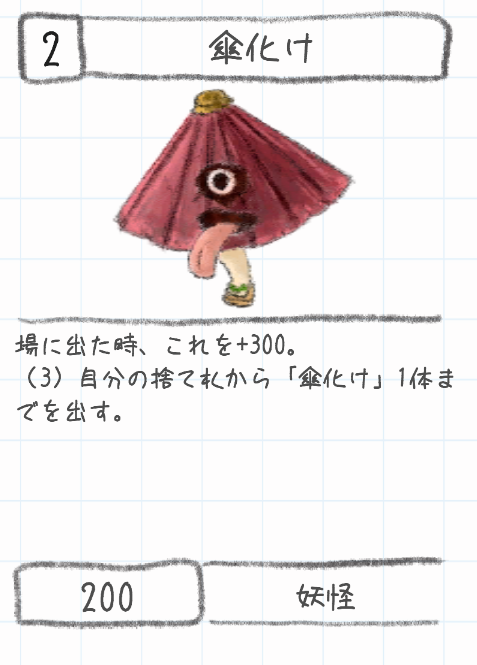 2
傘化け
場に出た時、これを+300。
（3）自分の捨て札から「傘化け」1体ま
でを出す。
200
妖怪